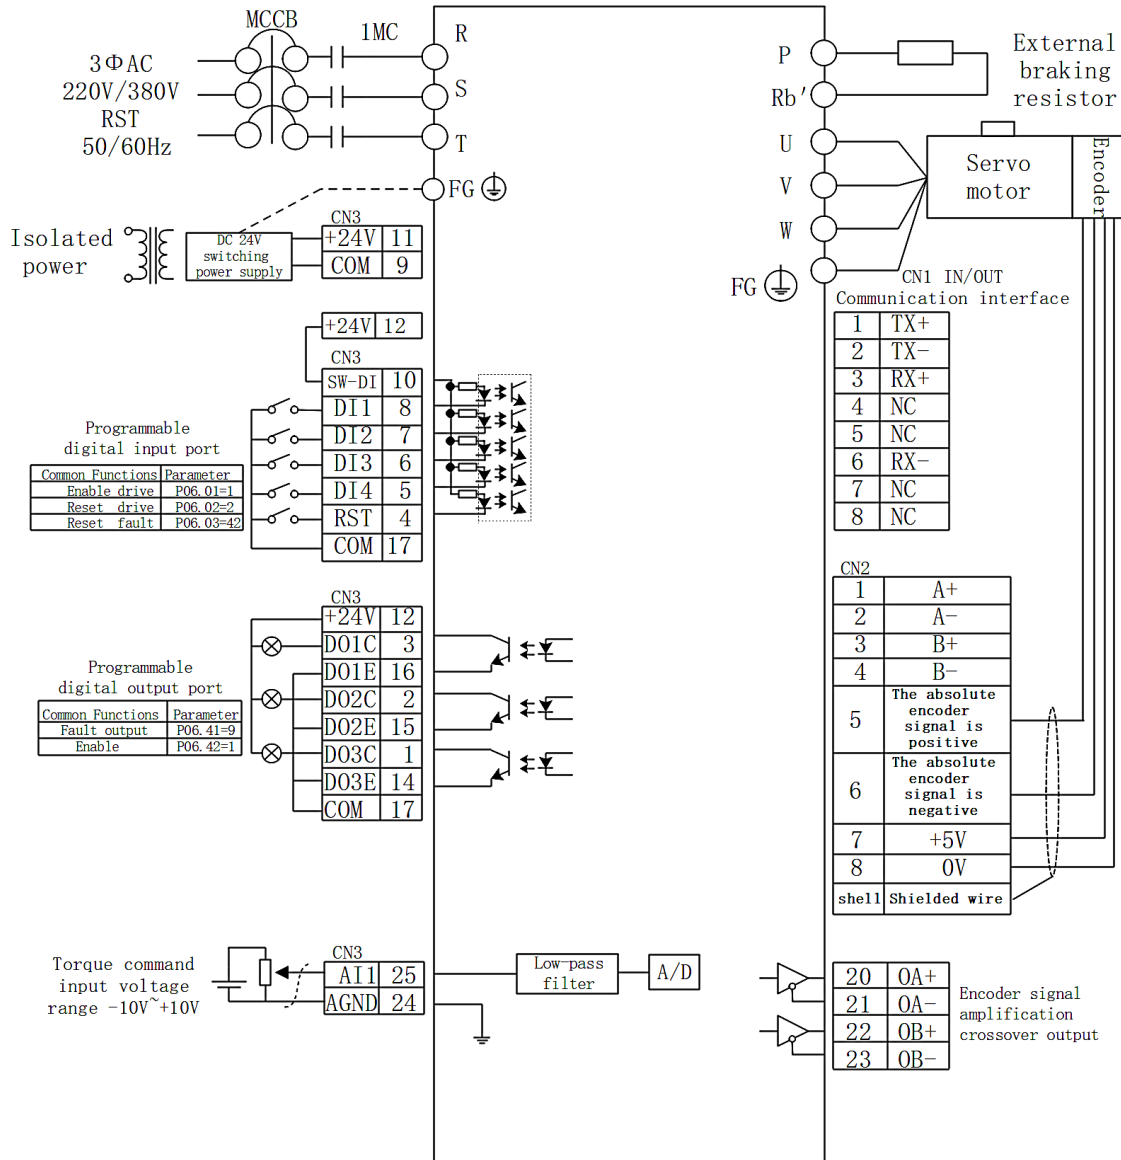 MCCB
1MC
R
3ΦAC
220V/380V
RST
50/60Hz
S
T
FG
P
Rb'
External
braking
resistor
U
V
W
FG
Servo
motor
Encoder
Isolated
power
DC 24V
switching
power supply
CN3
+24V 11
COM 9
+24V 12
CN3
SW-DI 10
DI1 8
DI2 7
DI3 6
DI4 5
RST 4
COM 17
Programmable
digital input port
Common Functions Parameter
Enable drive P06.01=1
Reset drive P06.02=2
Reset fault P06.03=42
CN1 IN/OUT
Communication interface
1 TX+
2 TX-
3 RX+
4 NC
5 NC
6 RX-
7 NC
8 NC
CN3
+24V 12
DO1C 3
DO1E 16
DO2C 2
DO2E 15
DO3C 1
DO3E 14
COM 17
Programmable
digital output port
Common Functions Parameter
Fault output P06.41=9
Enable P06.42=1
CN2
1 A+
2 A-
3 B+
4 B-
5 The absolute
encoder
signal is
positive
6 The absolute
encoder
signal is
negative
7 +5V
8 0V
shell Shielded wire
Torque command
input voltage
range -10V~+10V
CN3
AI1 25
AGND 24
Low-pass
filter
A/D
20 OA+
21 OA-
22 OB+
23 OB-
Encoder signal
amplification
crossover output